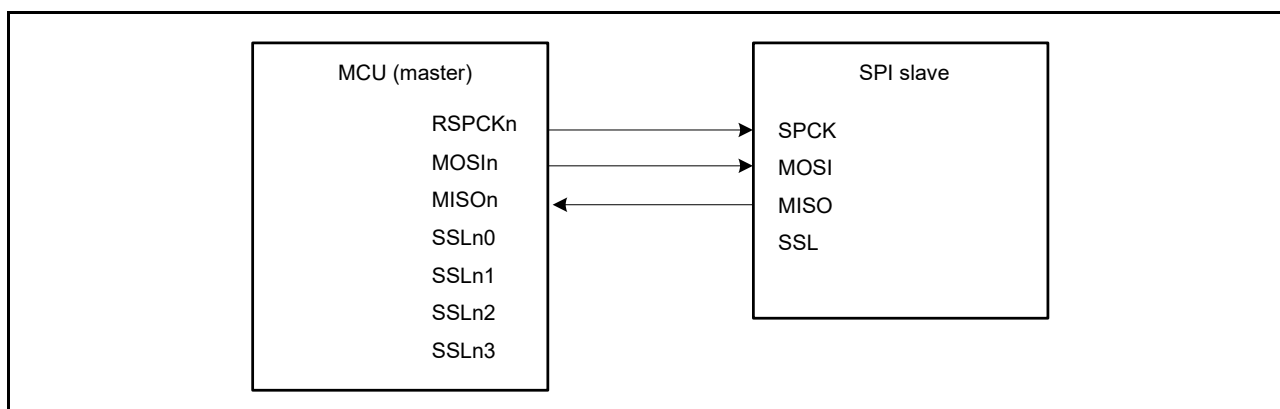 MCU (master)
RSPCKn
MOSIn
MISOn
SSLn0
SSLn1
SSLn2
SSLn3
SPI slave
SPCK
MOSI
MISO
SSL